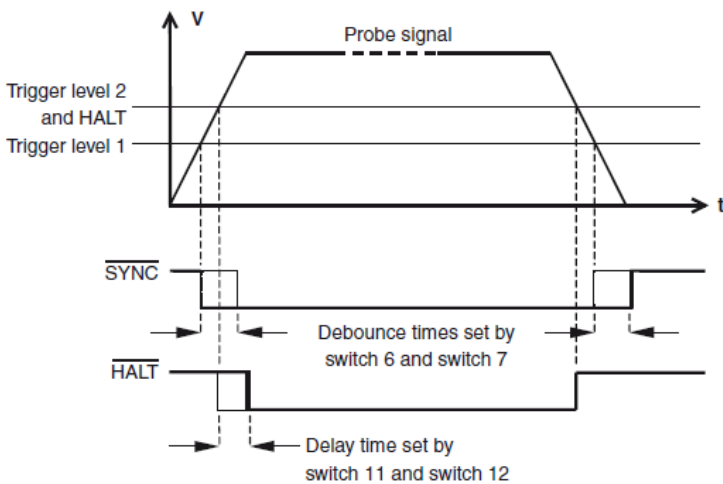 V
Probe signal
Trigger level 2
and HALT
Trigger level 1
t
SYNC
Debounce times set by
switch 6 and switch 7
HALT
Delay time set by
switch 11 and switch 12